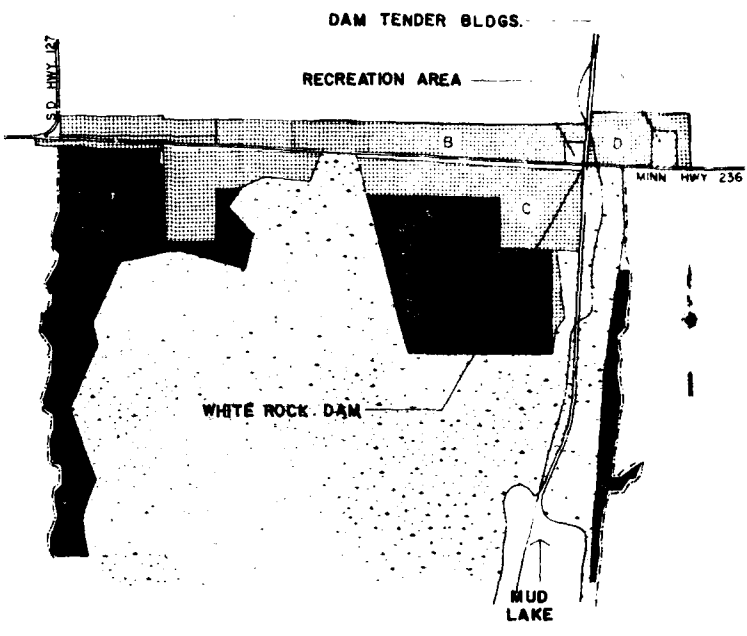 DAM TENDER BLDGS.
S.D. HWY 127
RECREATION AREA
B
D
MINN HWY 236
C
WHITE ROCK DAM
MUD
LAKE